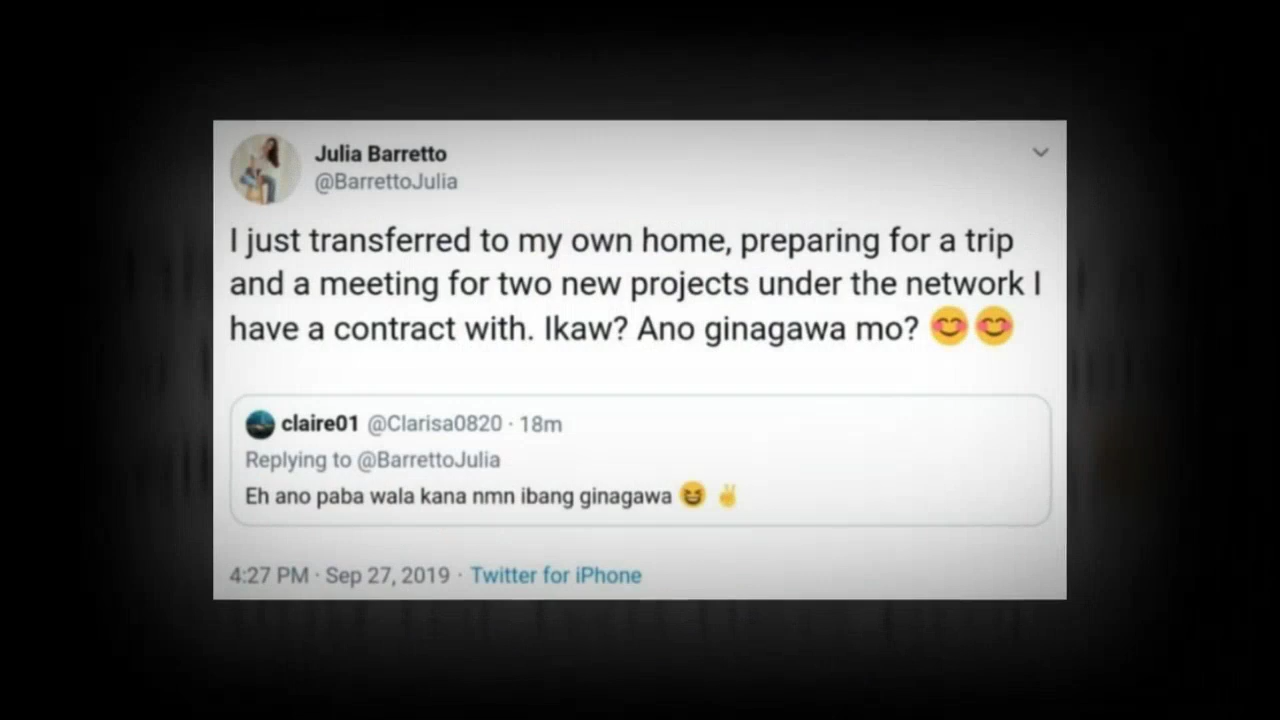 Julia Barretto
@BarrettoJulia
I just transferred to my own home, preparing for a trip
and a meeting for two new projects under the network I
have a contract with. Ikaw? Ano ginagawa mo? 😊😊
claire01 @Clarisa0820 · 18m
Replying to @BarrettoJulia
Eh ano paba wala kana nmn ibang ginagawa 😆 ✌
4:27 PM · Sep 27, 2019 · Twitter for iPhone